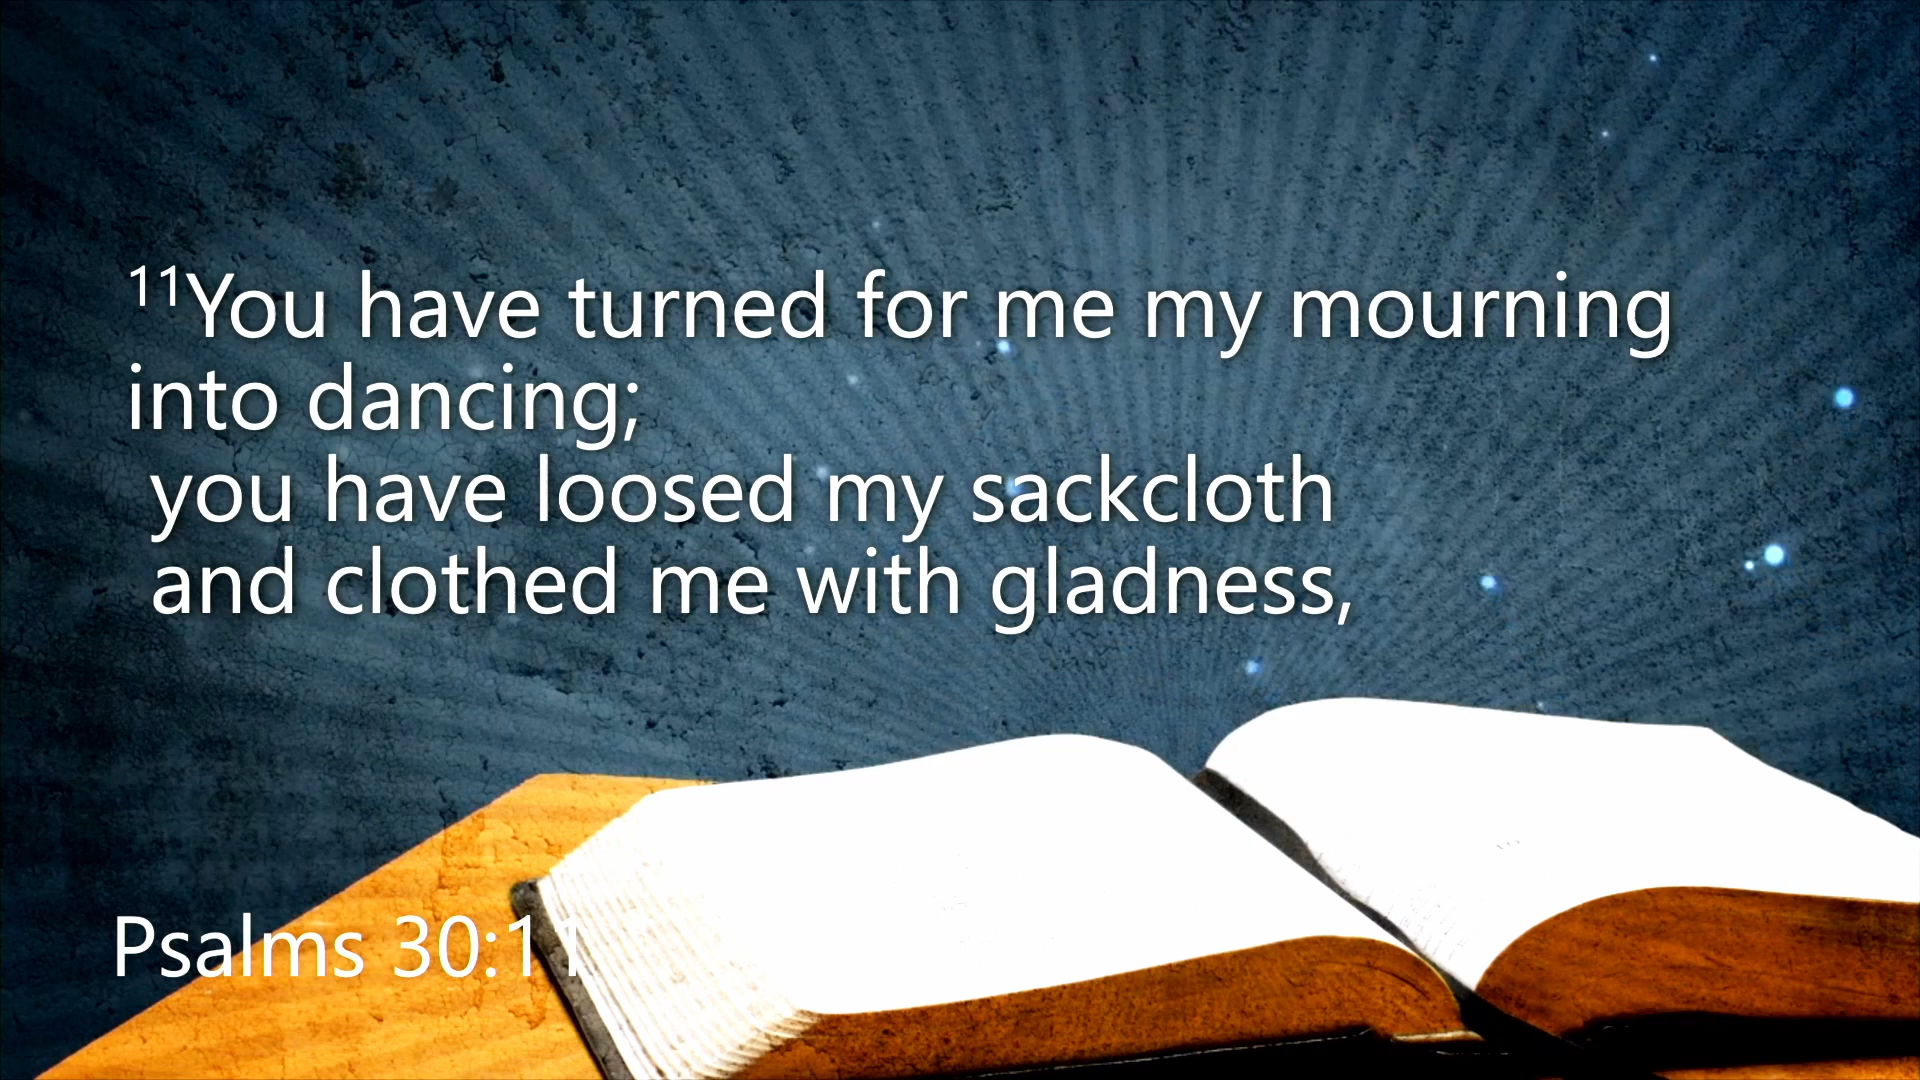 11You have turned for me my mourning
into dancing;
you have loosed my sackcloth
and clothed me with gladness,
Psalms 30:11